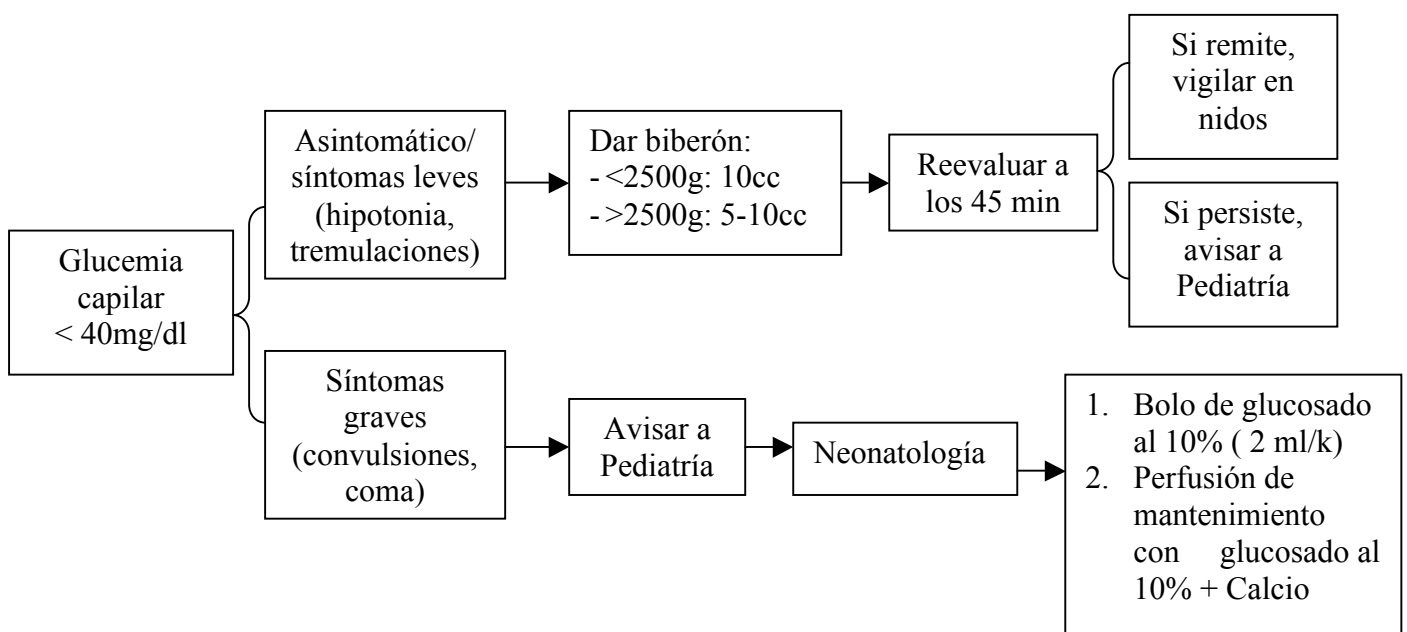 Glucemia
capilar
< 40mg/dl
Asintomático/
síntomas leves
(hipotonia,
tremulaciones)
Dar biberón:
- <2500g: 10cc
- >2500g: 5-10cc
Reevaluar a
los 45 min
Si remite,
vigilar en
nidos
Si persiste,
avisar a
Pediatría
Síntomas
graves
(convulsiones,
coma)
Avisar a
Pediatría
Neonatología
1. Bolo de glucosado
al 10% ( 2 ml/k)
2. Perfusión de
mantenimiento
con glucosado al
10% + Calcio